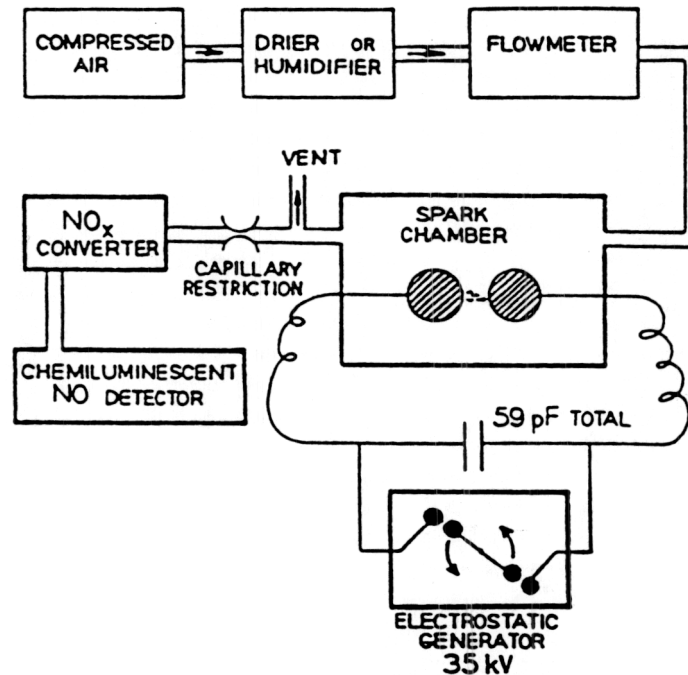 COMPRESSED
AIR
DRIER OR
HUMIDIFIER
FLOWMETER
VENT
NOx
CONVERTER
CAPILLARY
RESTRICTION
SPARK
CHAMBER
CHEMILUMINESCENT
NO DETECTOR
59 pF TOTAL
ELECTROSTATIC
GENERATOR
35 kV